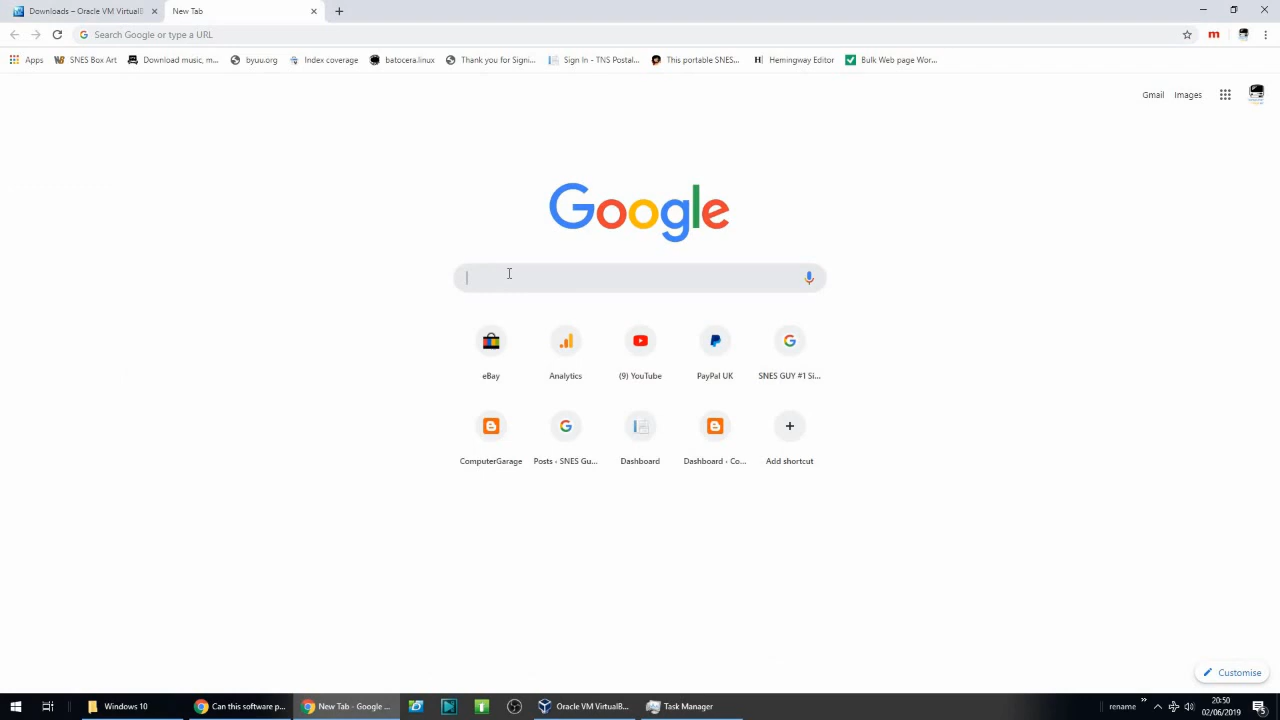 Downloads – Oracle VM VirtualB
New Tab
Search Google or type a URL
Apps
SNES Box Art
Download music, m...
byuu.org
Index coverage
batocera.linux
Thank you for Signi...
Sign In - TNS Postal...
This portable SNES...
Hemingway Editor
Bulk Web page Wor...
Gmail
Images
Google
eBay
Analytics
(9) YouTube
PayPal UK
SNES GUY #1 Si...
ComputerGarage
Posts ‹ SNES Gu...
Dashboard
Dashboard ‹ Co...
Add shortcut
Customise
Windows 10
Can this software p...
New Tab - Google ...
Oracle VM VirtualB...
Task Manager
rename
20:50
02/06/2019